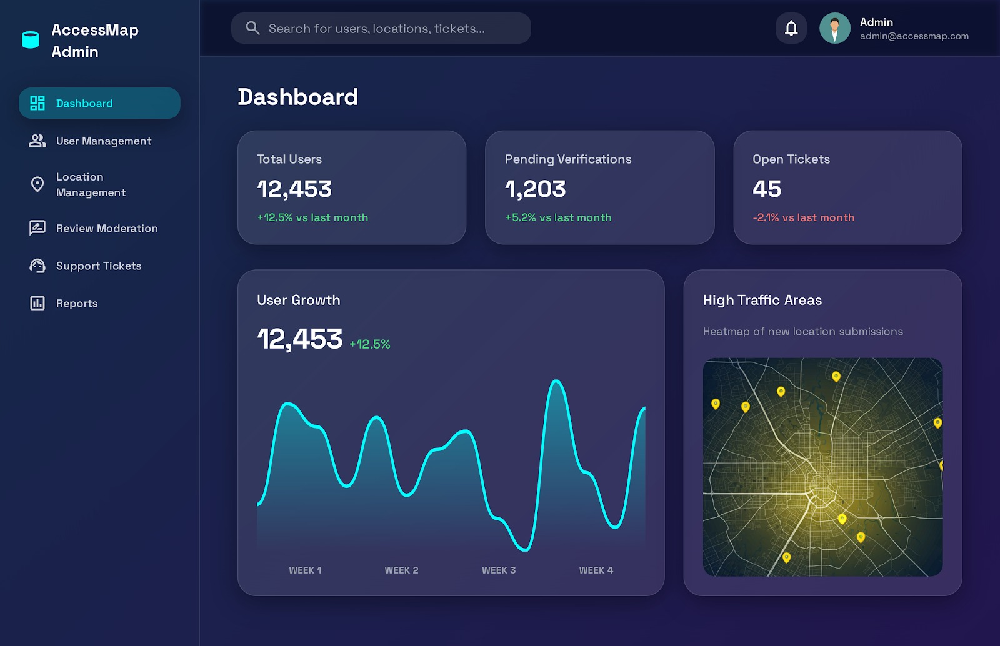 AccessMap
Admin
Search for users, locations, tickets...
Admin
admin@accessmap.com
Dashboard
User Management
Location
Management
Review Moderation
Support Tickets
Reports
Dashboard
Total Users
12,453
+12.5% vs last month
Pending Verifications
1,203
+5.2% vs last month
Open Tickets
45
-2.1% vs last month
User Growth
12,453 +12.5%
WEEK 1 WEEK 2 WEEK 3 WEEK 4
High Traffic Areas
Heatmap of new location submissions